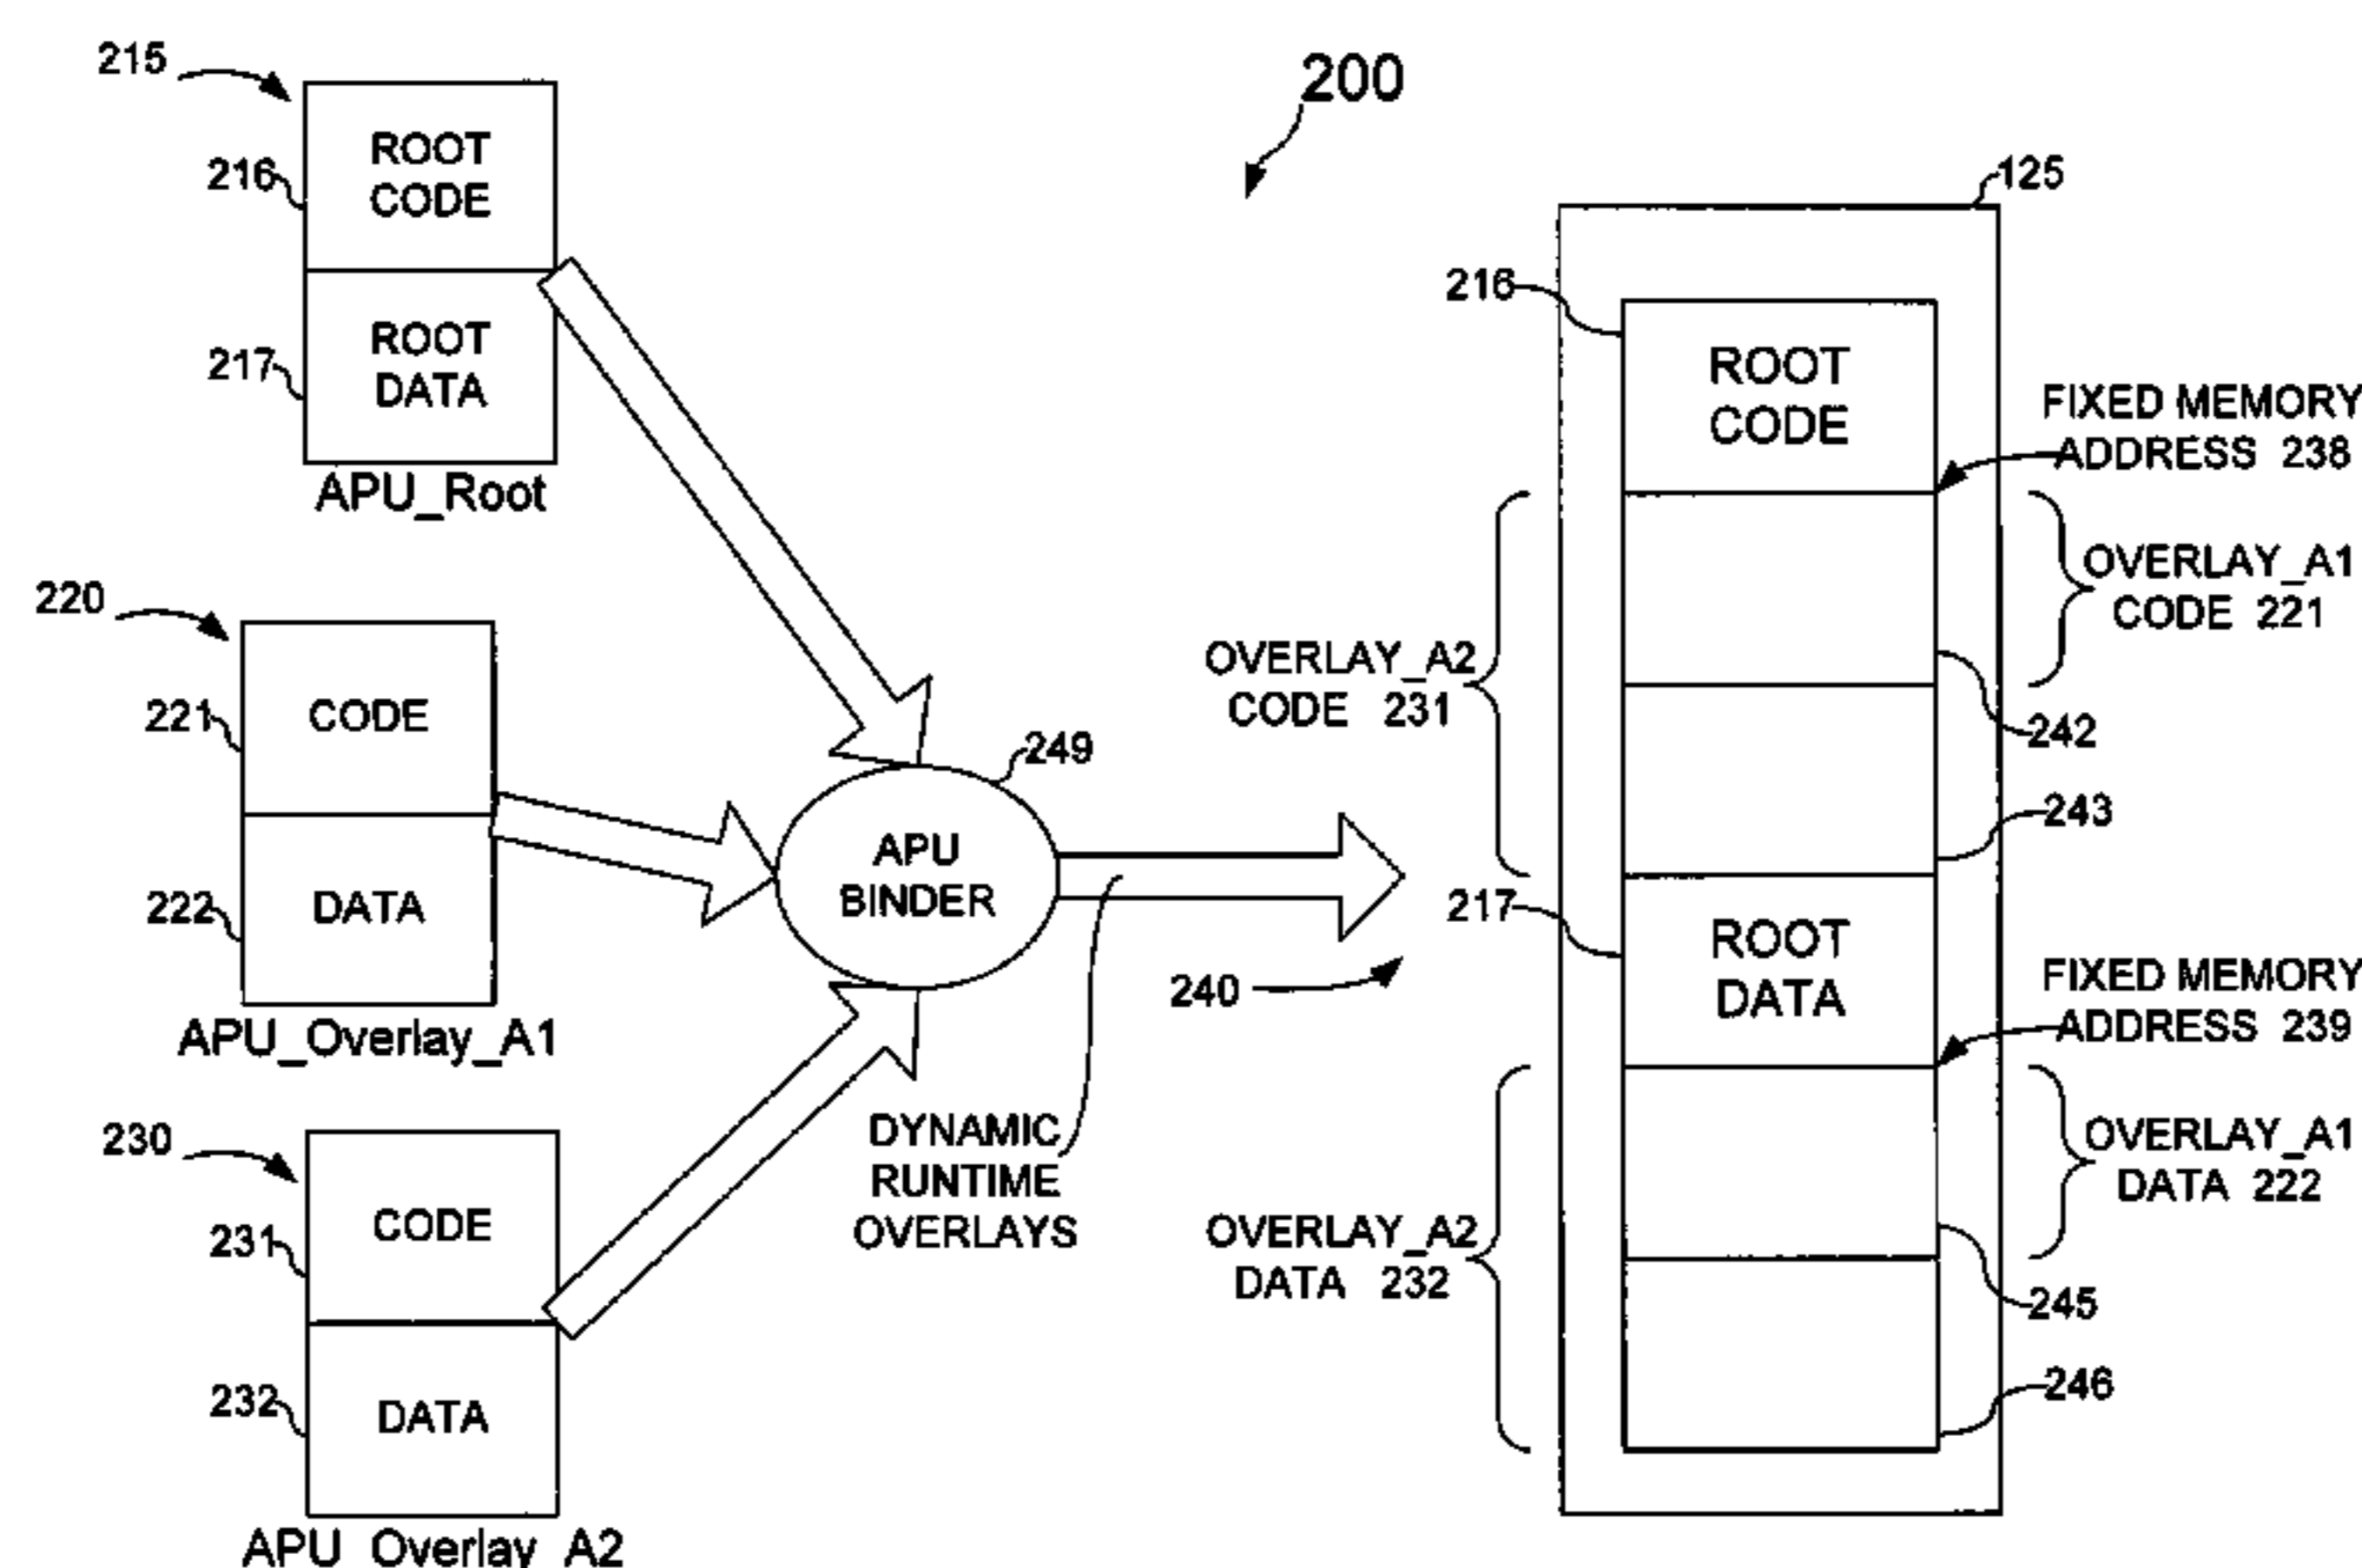 215
ROOT
CODE
216
ROOT
DATA
217
APU_Root
220
CODE
221
DATA
222
APU_Overlay_A1
230
CODE
231
DATA
232
APU_Overlay_A2
249
APU
BINDER
DYNAMIC
RUNTIME
OVERLAYS
240
200
125
216
ROOT
CODE
FIXED MEMORY
ADDRESS 238
OVERLAY_A1
CODE 221
OVERLAY_A2
CODE 231
242
243
217
ROOT
DATA
FIXED MEMORY
ADDRESS 239
OVERLAY_A1
DATA 222
OVERLAY_A2
DATA 232
245
246